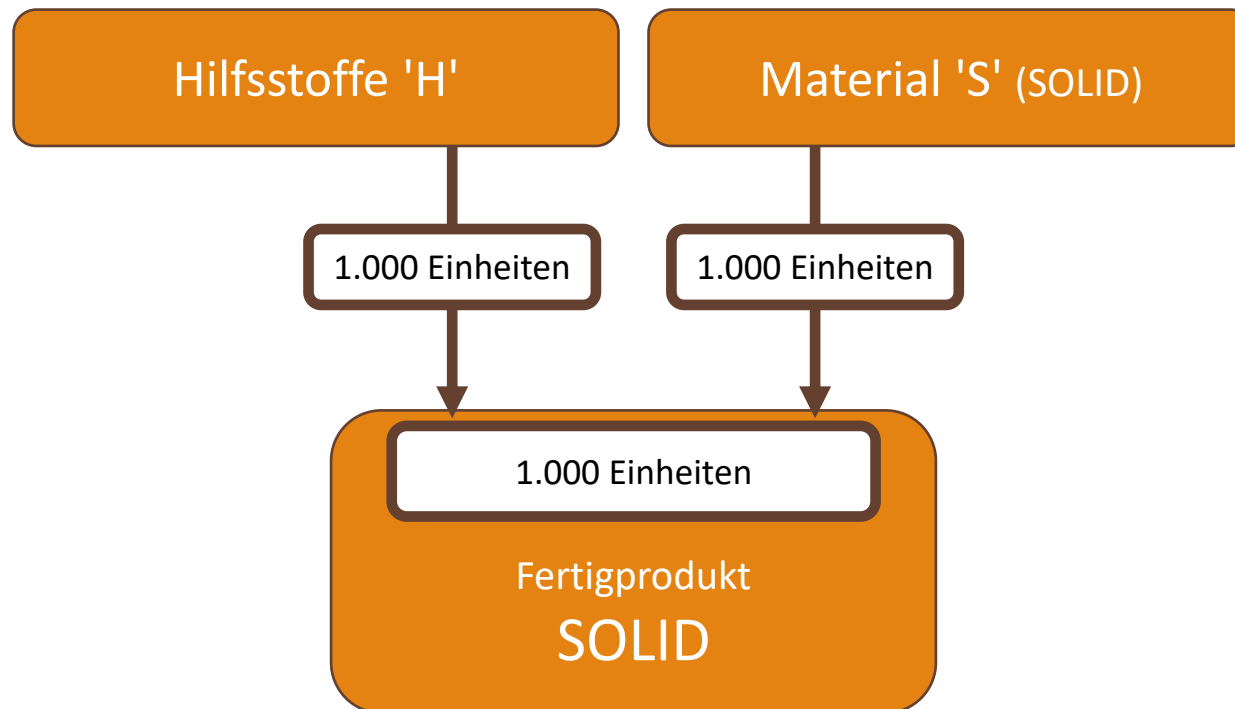 Hilfsstoffe 'H'
Material 'S' (SOLID)
1.000 Einheiten
1.000 Einheiten
1.000 Einheiten
Fertigprodukt
SOLID